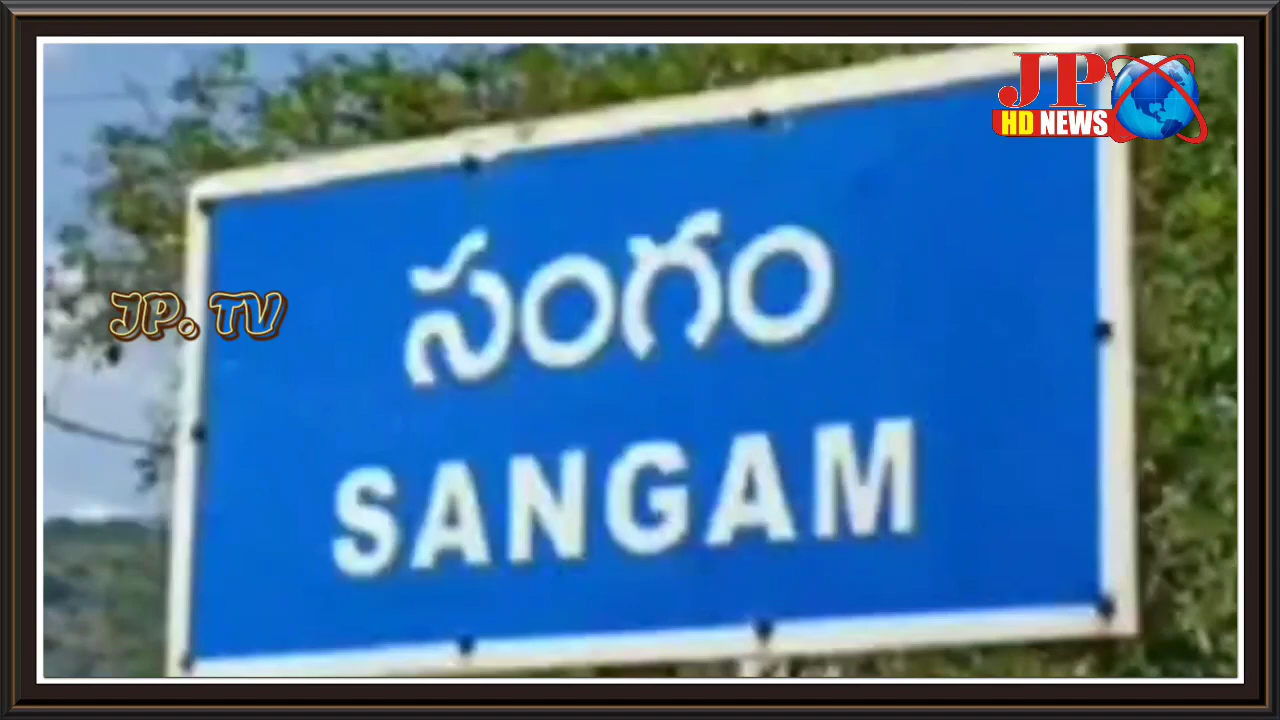 JP
HD NEWS
JP. TV
సంగం
SANGAM